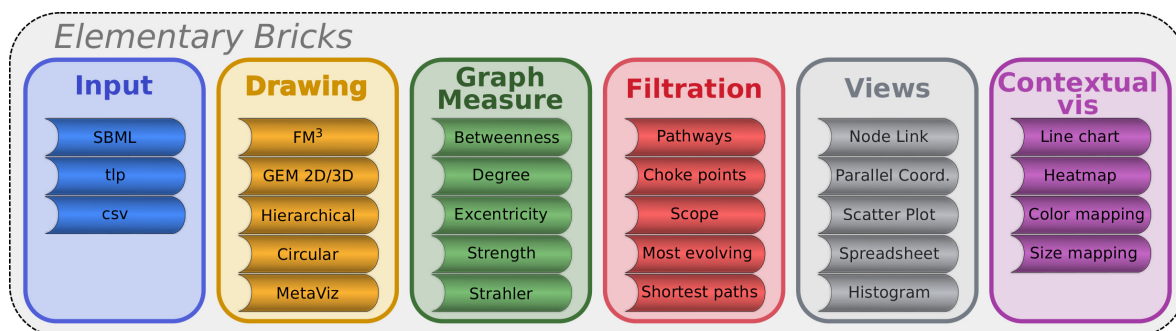 Elementary Bricks
Input
SBML
tlp
csv
Drawing
FM³
GEM 2D/3D
Hierarchical
Circular
MetaViz
Graph
Measure
Betweenness
Degree
Excentricity
Strength
Strahler
Filtration
Pathways
Choke points
Scope
Most evolving
Shortest paths
Views
Node Link
Parallel Coord.
Scatter Plot
Spreadsheet
Histogram
Contextual
vis
Line chart
Heatmap
Color mapping
Size mapping